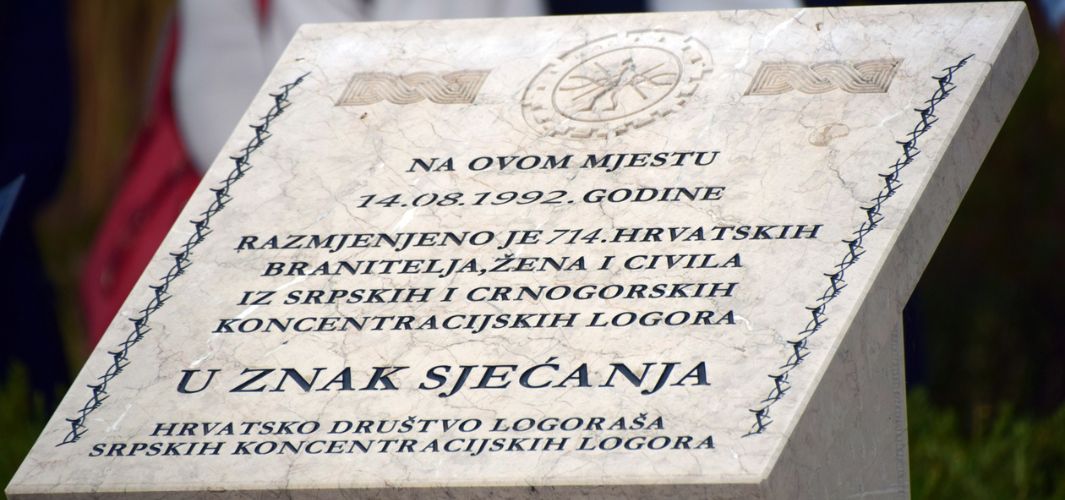 NA OVOM MJESTU
14.08.1992.GODINE
RAZMJENJENO JE 714.HRVATSKIH
BRANITELJA,ŽENA I CIVILA
IZ SRPSKIH I CRNOGORSKIH
KONCENTRACIJSKIH LOGORA
U ZNAK SJEĆANJA
HRVATSKO DRUŠTVO LOGORAŠA
SRPSKIH KONCENTRACIJSKIH LOGORA